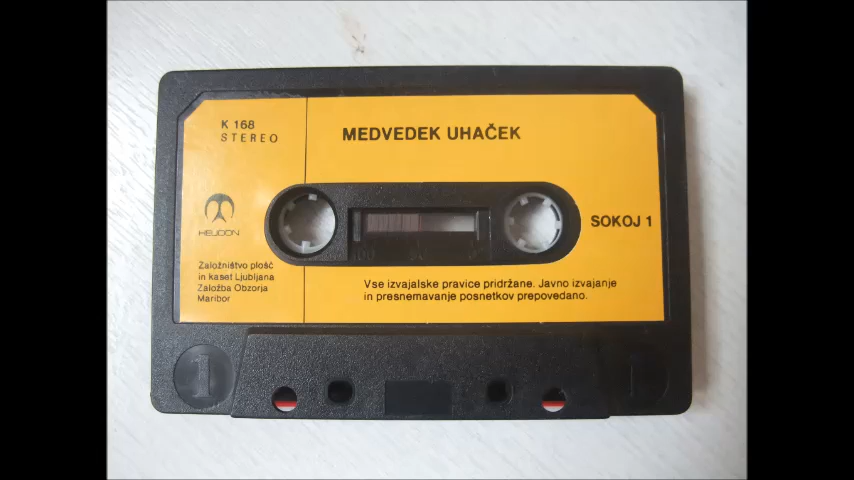 K 168
STEREO
MEDVEDEK UHAČEK
HELIDON
SOKOJ 1
Založništvo plošč
in kaset Ljubljana
Založba Obzorja
Maribor
Vse izvajalske pravice pridržane. Javno izvajanje
in presnemavanje posnetkov prepovedano.
1